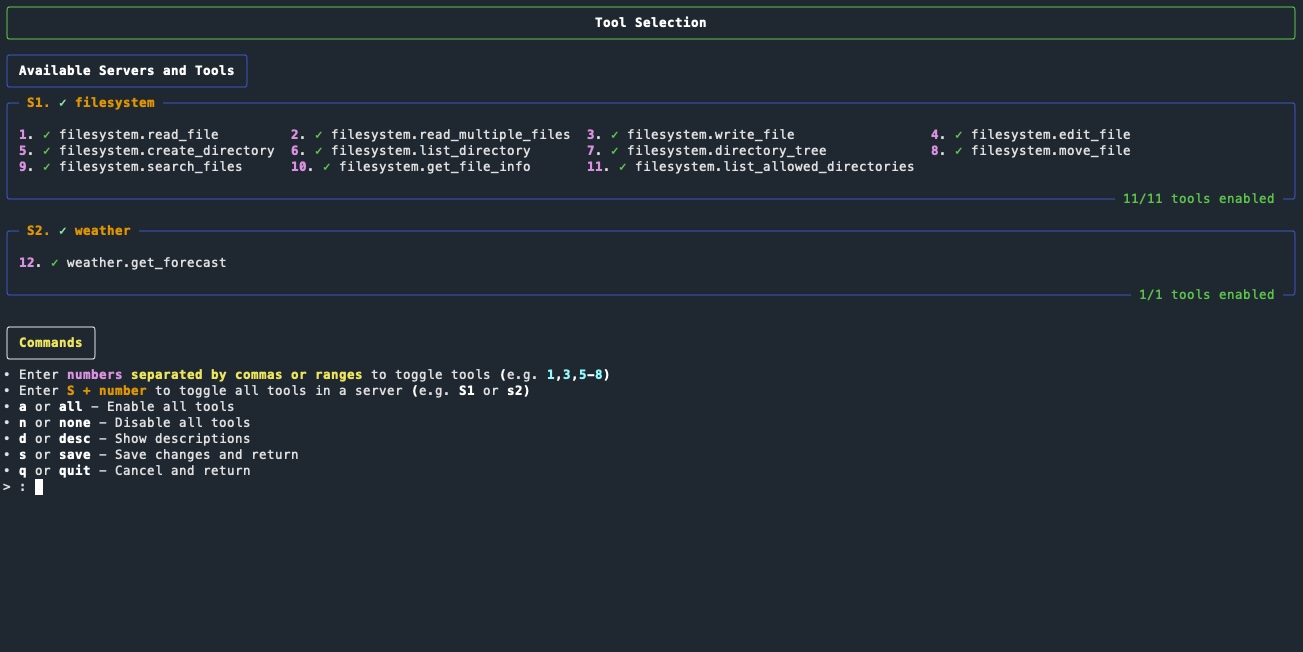 Tool Selection
Available Servers and Tools
S1. ✓ filesystem
1. ✓ filesystem.read_file 2. ✓ filesystem.read_multiple_files 3. ✓ filesystem.write_file 4. ✓ filesystem.edit_file
5. ✓ filesystem.create_directory 6. ✓ filesystem.list_directory 7. ✓ filesystem.directory_tree 8. ✓ filesystem.move_file
9. ✓ filesystem.search_files 10. ✓ filesystem.get_file_info 11. ✓ filesystem.list_allowed_directories
11/11 tools enabled
S2. ✓ weather
12. ✓ weather.get_forecast
1/1 tools enabled
Commands
• Enter numbers separated by commas or ranges to toggle tools (e.g. 1,3,5-8)
• Enter S + number to toggle all tools in a server (e.g. S1 or s2)
• a or all – Enable all tools
• n or none – Disable all tools
• d or desc – Show descriptions
• s or save – Save changes and return
• q or quit – Cancel and return
> :